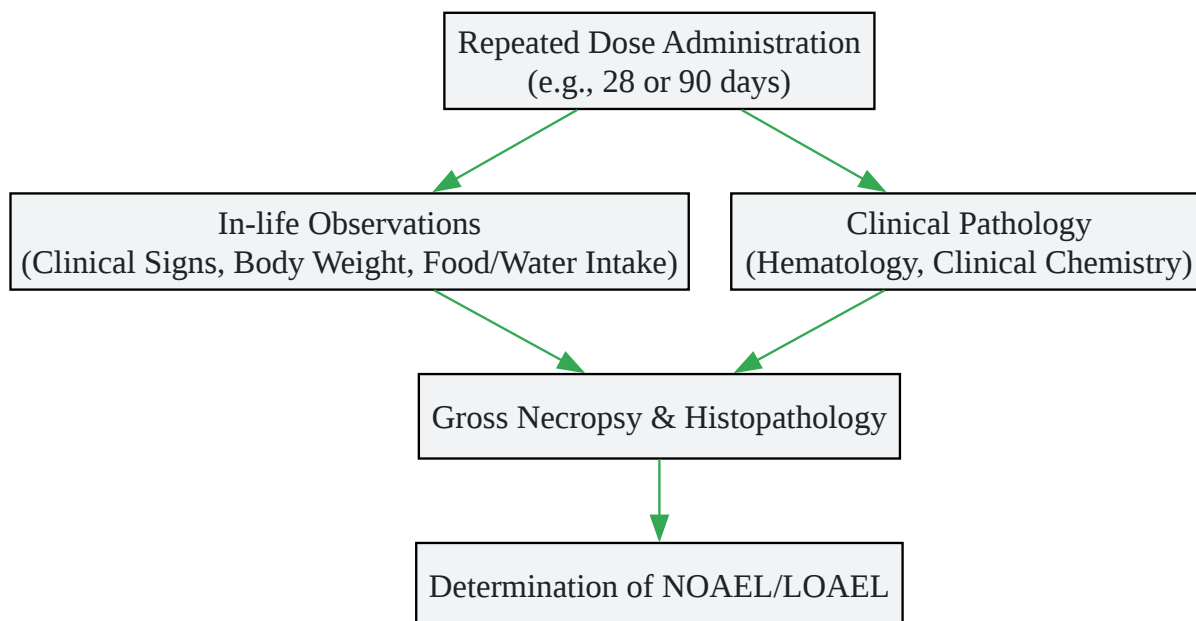 Repeated Dose Administration
(e.g., 28 or 90 days)
In-life Observations
(Clinical Signs, Body Weight, Food/Water Intake)
Clinical Pathology
(Hematology, Clinical Chemistry)
Gross Necropsy & Histopathology
Determination of NOAEL/LOAEL